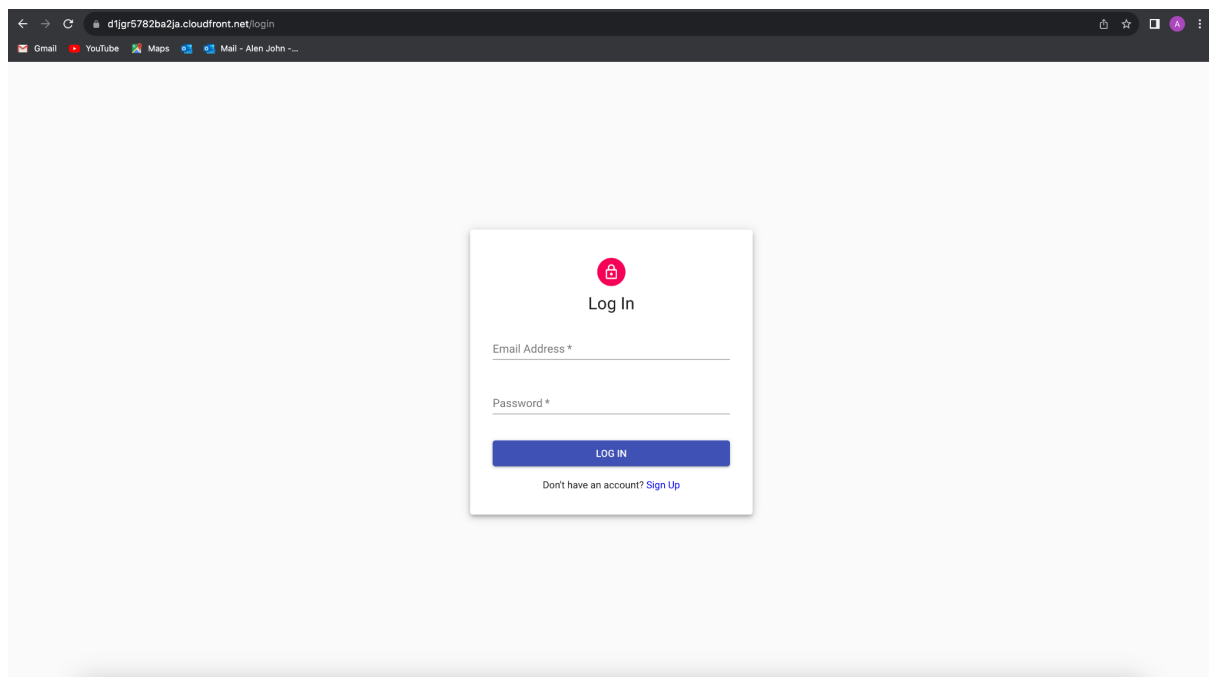 d1jgr5782ba2ja.cloudfront.net/login
A
Gmail YouTube Maps Mail - Alen John -...
Log In
Email Address *
Password *
LOG IN
Don't have an account? Sign Up